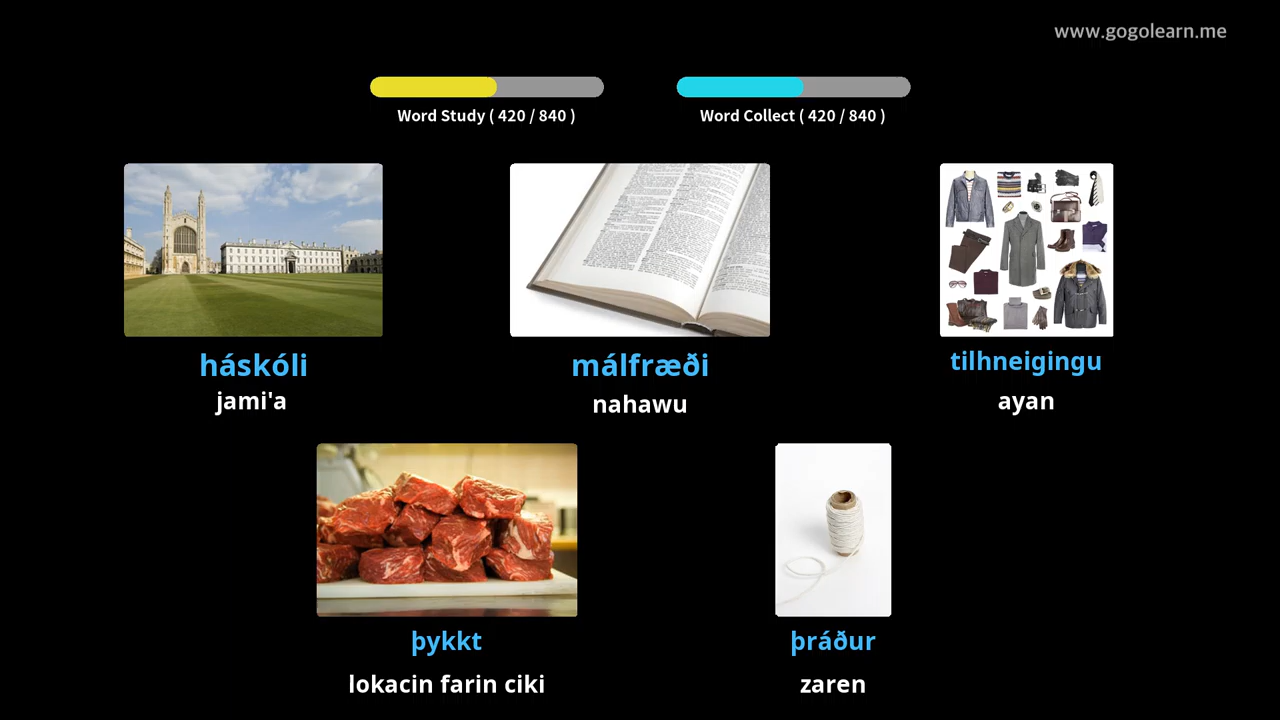 www.gogolearn.me
Word Study ( 420 / 840 )
Word Collect ( 420 / 840 )
háskóli
málfræði
tilhneigingu
jami'a
nahawu
ayan
þykkt
þráður
lokacin farin ciki
zaren